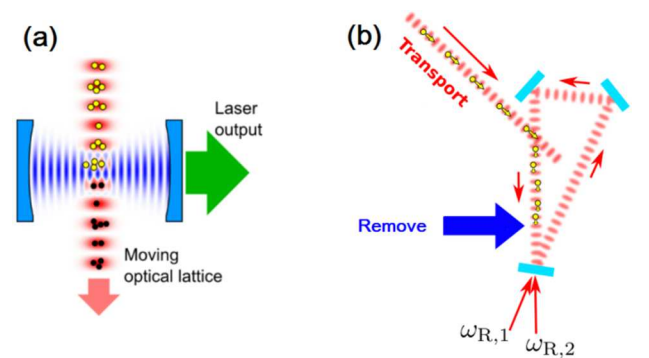 (a)
Laser
output
Moving
optical lattice
(b)
Transport
Remove
ω_R,1
ω_R,2